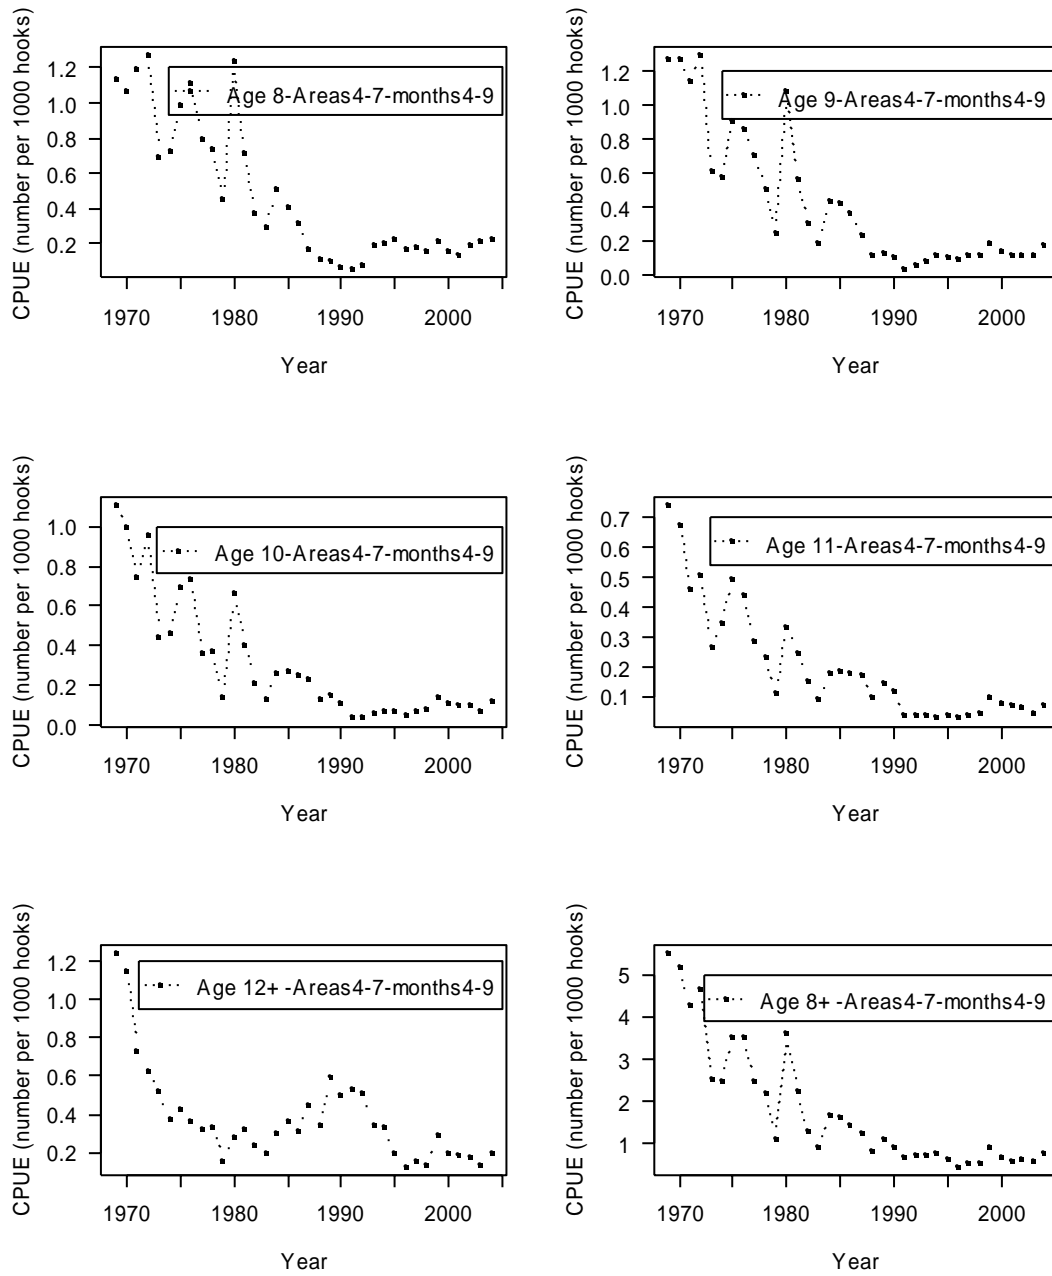 CPUE (number per 1000 hooks)
1.2
1.0
0.8
0.6
0.4
0.2
Age 8-Areas4-7-months4-9
1970 1980 1990 2000
Year
CPUE (number per 1000 hooks)
1.2
1.0
0.8
0.6
0.4
0.2
0.0
Age 9-Areas4-7-months4-9
1970 1980 1990 2000
Year
CPUE (number per 1000 hooks)
1.0
0.8
0.6
0.4
0.2
0.0
Age 10-Areas4-7-months4-9
1970 1980 1990 2000
Year
CPUE (number per 1000 hooks)
0.7
0.6
0.5
0.4
0.3
0.2
0.1
Age 11-Areas4-7-months4-9
1970 1980 1990 2000
Year
CPUE (number per 1000 hooks)
1.2
1.0
0.8
0.6
0.4
0.2
Age 12+ -Areas4-7-months4-9
1970 1980 1990 2000
Year
CPUE (number per 1000 hooks)
5
4
3
2
1
Age 8+ -Areas4-7-months4-9
1970 1980 1990 2000
Year